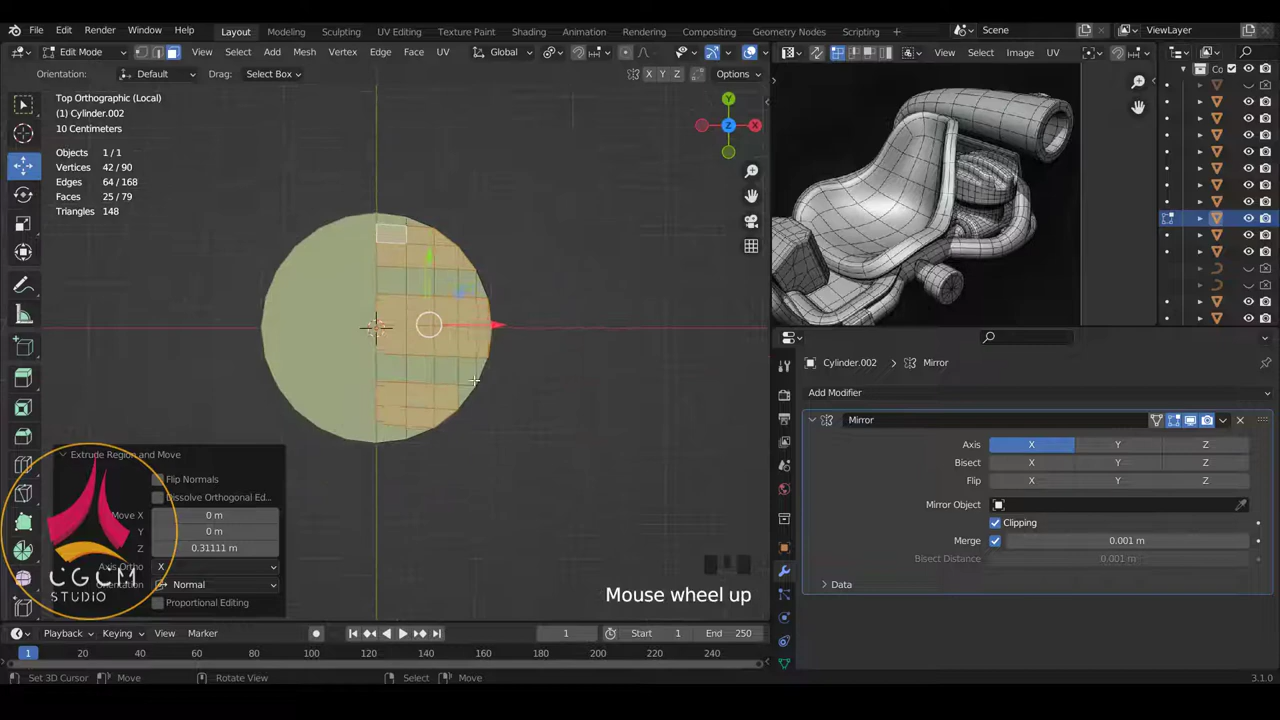 File Edit Render Window Help Layout Modeling Sculpting UV Editing Texture Paint Shading Animation Rendering Compositing Geometry Nodes Scripting Scene ViewLayer
Edit Mode View Select Add Mesh Vertex Edge Face UV Global View Select Image UV
Orientation: Default Drag: Select Box X Y Z Options Co
Top Orthographic (Local)
(1) Cylinder.002
10 Centimeters
Objects 1 / 1
Vertices 42 / 90
Edges 64 / 168
Faces 25 / 79
Triangles 148
Y
Z X
Cylinder.002 Mirror
Add Modifier
Mirror
Axis X Y Z
Bisect X Y Z
Flip X Y Z
Mirror Object
Clipping
Merge 0.001 m
Bisect Distance 0.001 m
Data
Extrude Region and Move
Flip Normals
Dissolve Orthogonal Ed...
Move X 0 m
Y 0 m
Z 0.31111 m
Axis Ortho X
Orientation Normal
Proportional Editing
CGCM
STUDIO
Mouse wheel up
Playback Keying View Marker 1 Start 1 End 250
1 20 40 60 80 100 120 140 160 180 200 220 240
Set 3D Cursor Move Rotate View Select Move 3.1.0